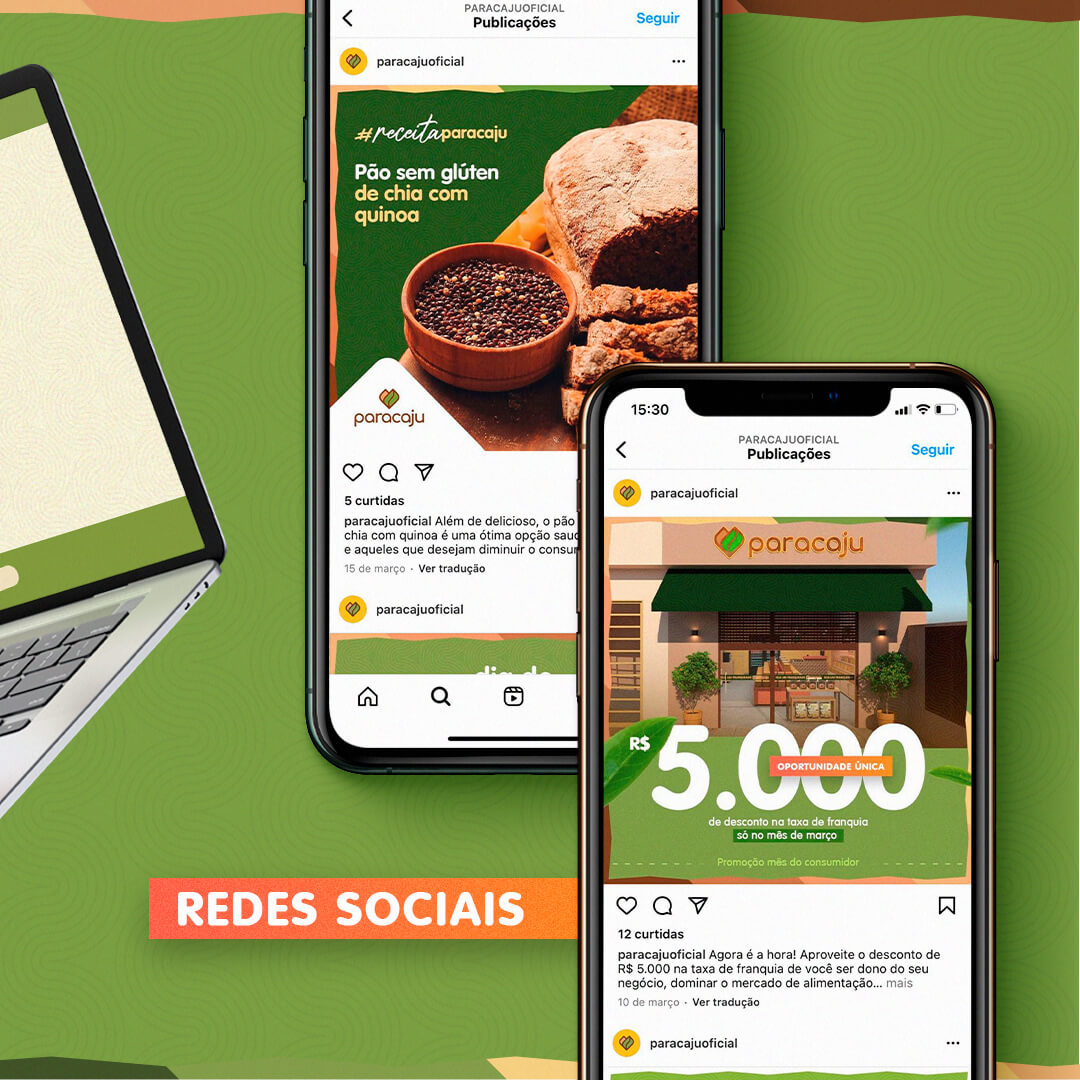 PARACAJUOFICIAL
Publicações
Seguir
paracajuoficial
#receitaparacaju
Pão sem glúten
de chia com
quinoa
paracaju
5 curtidas
paracajuoficial Além de delicioso, o pão
chia com quinoa é uma ótima opção
e aqueles que desejam diminuir o
15 de março · Ver tradução
paracajuoficial
dia do
15:30
PARACAJUOFICIAL
Publicações
Seguir
paracajuoficial
paracaju
R$ 5.000
OPORTUNIDADE ÚNICA
de desconto na taxa de franquia
só no mês de março
Promoção mês do consumidor
12 curtidas
paracajuoficial Agora é a hora! Aproveite o desconto de
R$ 5.000 na taxa de franquia de você ser dono do seu
negócio, dominar o mercado de alimentação... mais
10 de março · Ver tradução
paracajuoficial
REDES SOCIAIS